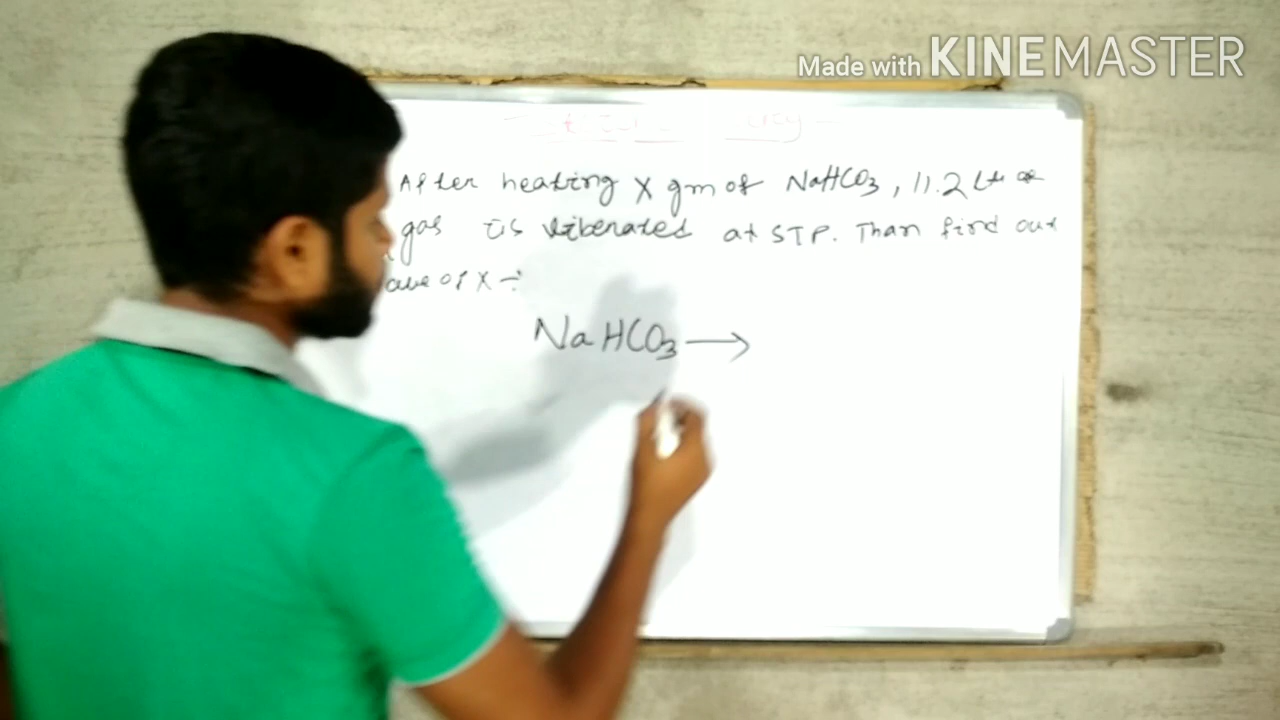 Made with KINEMASTER
After heating X gm of NaHCO3, 11.2 Lt of
gas is liberated at STP. Than find out
of X -:
NaHCO3 →